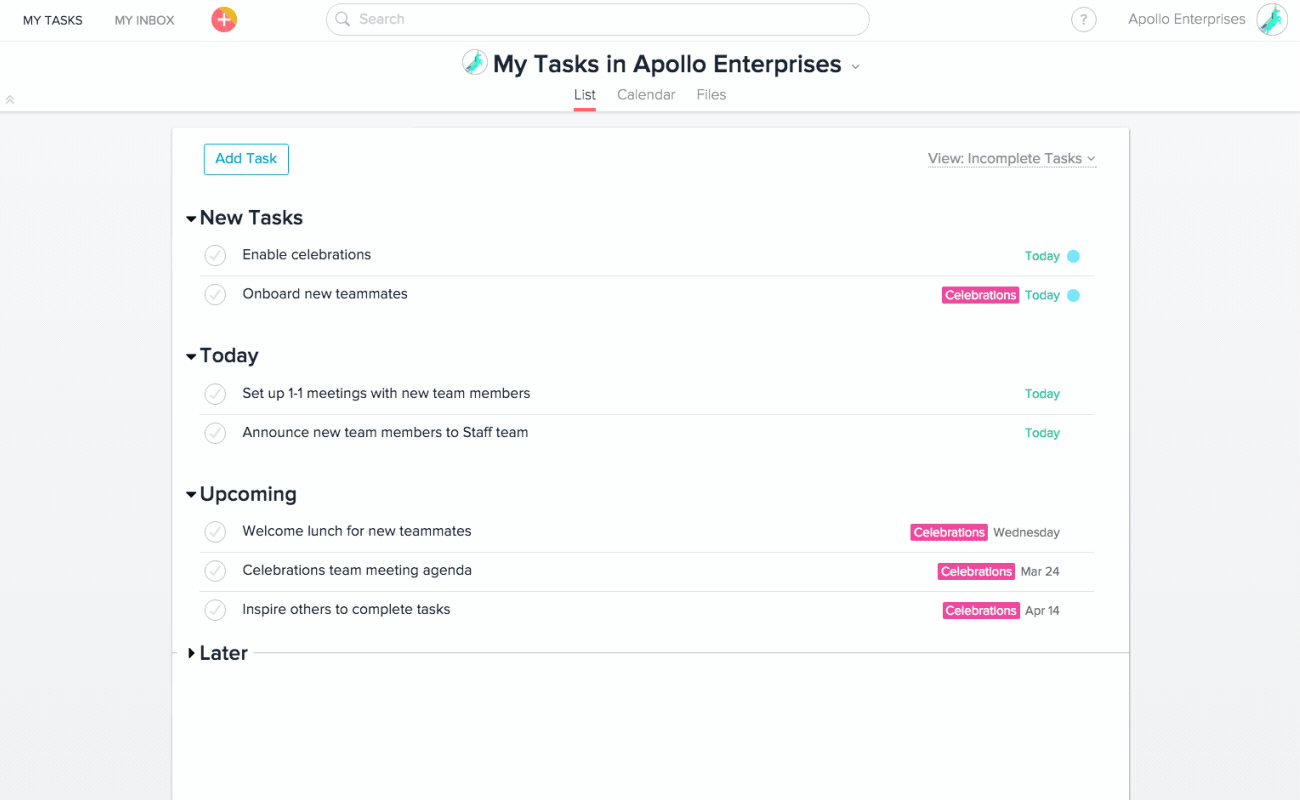 MY TASKS MY INBOX Search ? Apollo Enterprises
My Tasks in Apollo Enterprises
List Calendar Files
Add Task View: Incomplete Tasks
New Tasks
Enable celebrations Today
Onboard new teammates Celebrations Today
Today
Set up 1-1 meetings with new team members Today
Announce new team members to Staff team Today
Upcoming
Welcome lunch for new teammates Celebrations Wednesday
Celebrations team meeting agenda Celebrations Mar 24
Inspire others to complete tasks Celebrations Apr 14
Later